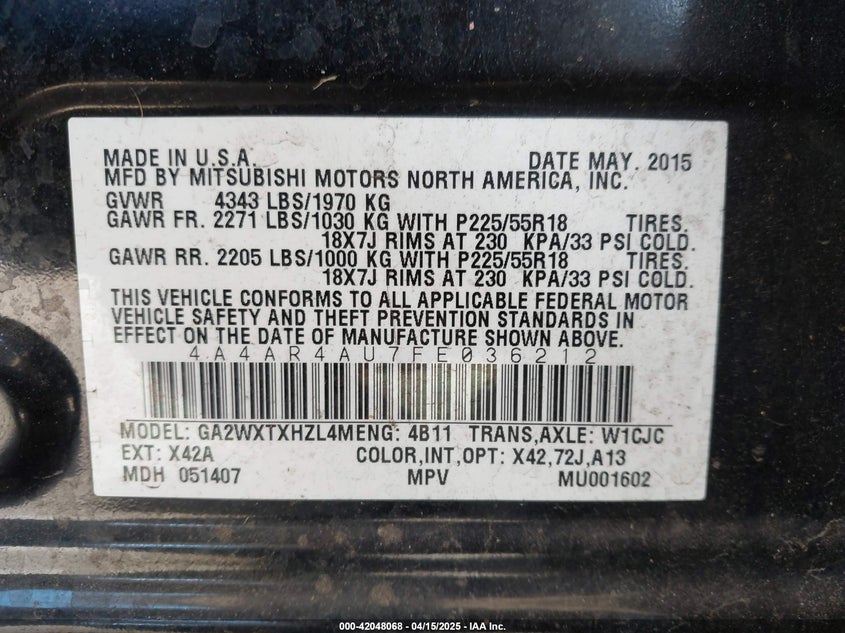 MADE IN U.S.A. DATE MAY. 2015
MFD BY MITSUBISHI MOTORS NORTH AMERICA, INC.
GVWR 4343 LBS/1970 KG
GAWR FR. 2271 LBS/1030 KG WITH P225/55R18 TIRES.
18X7J RIMS AT 230 KPA/33 PSI COLD.
GAWR RR. 2205 LBS/1000 KG WITH P225/55R18 TIRES.
18X7J RIMS AT 230 KPA/33 PSI COLD.
THIS VEHICLE CONFORMS TO ALL APPLICABLE FEDERAL MOTOR
VEHICLE SAFETY AND THEFT PREVENTION STANDARDS IN
EFFECT ON THE DATE OF MANUFACTURE SHOWN ABOVE.
4A4AR4AU7FE036212
MODEL: GA2WXTXHZL4MENG: 4B11 TRANS,AXLE: W1CJC
EXT: X42A COLOR,INT,OPT: X42,72J,A13
MDH 051407 MPV MU001602
000-42048068 - 04/15/2025 - IAA Inc.